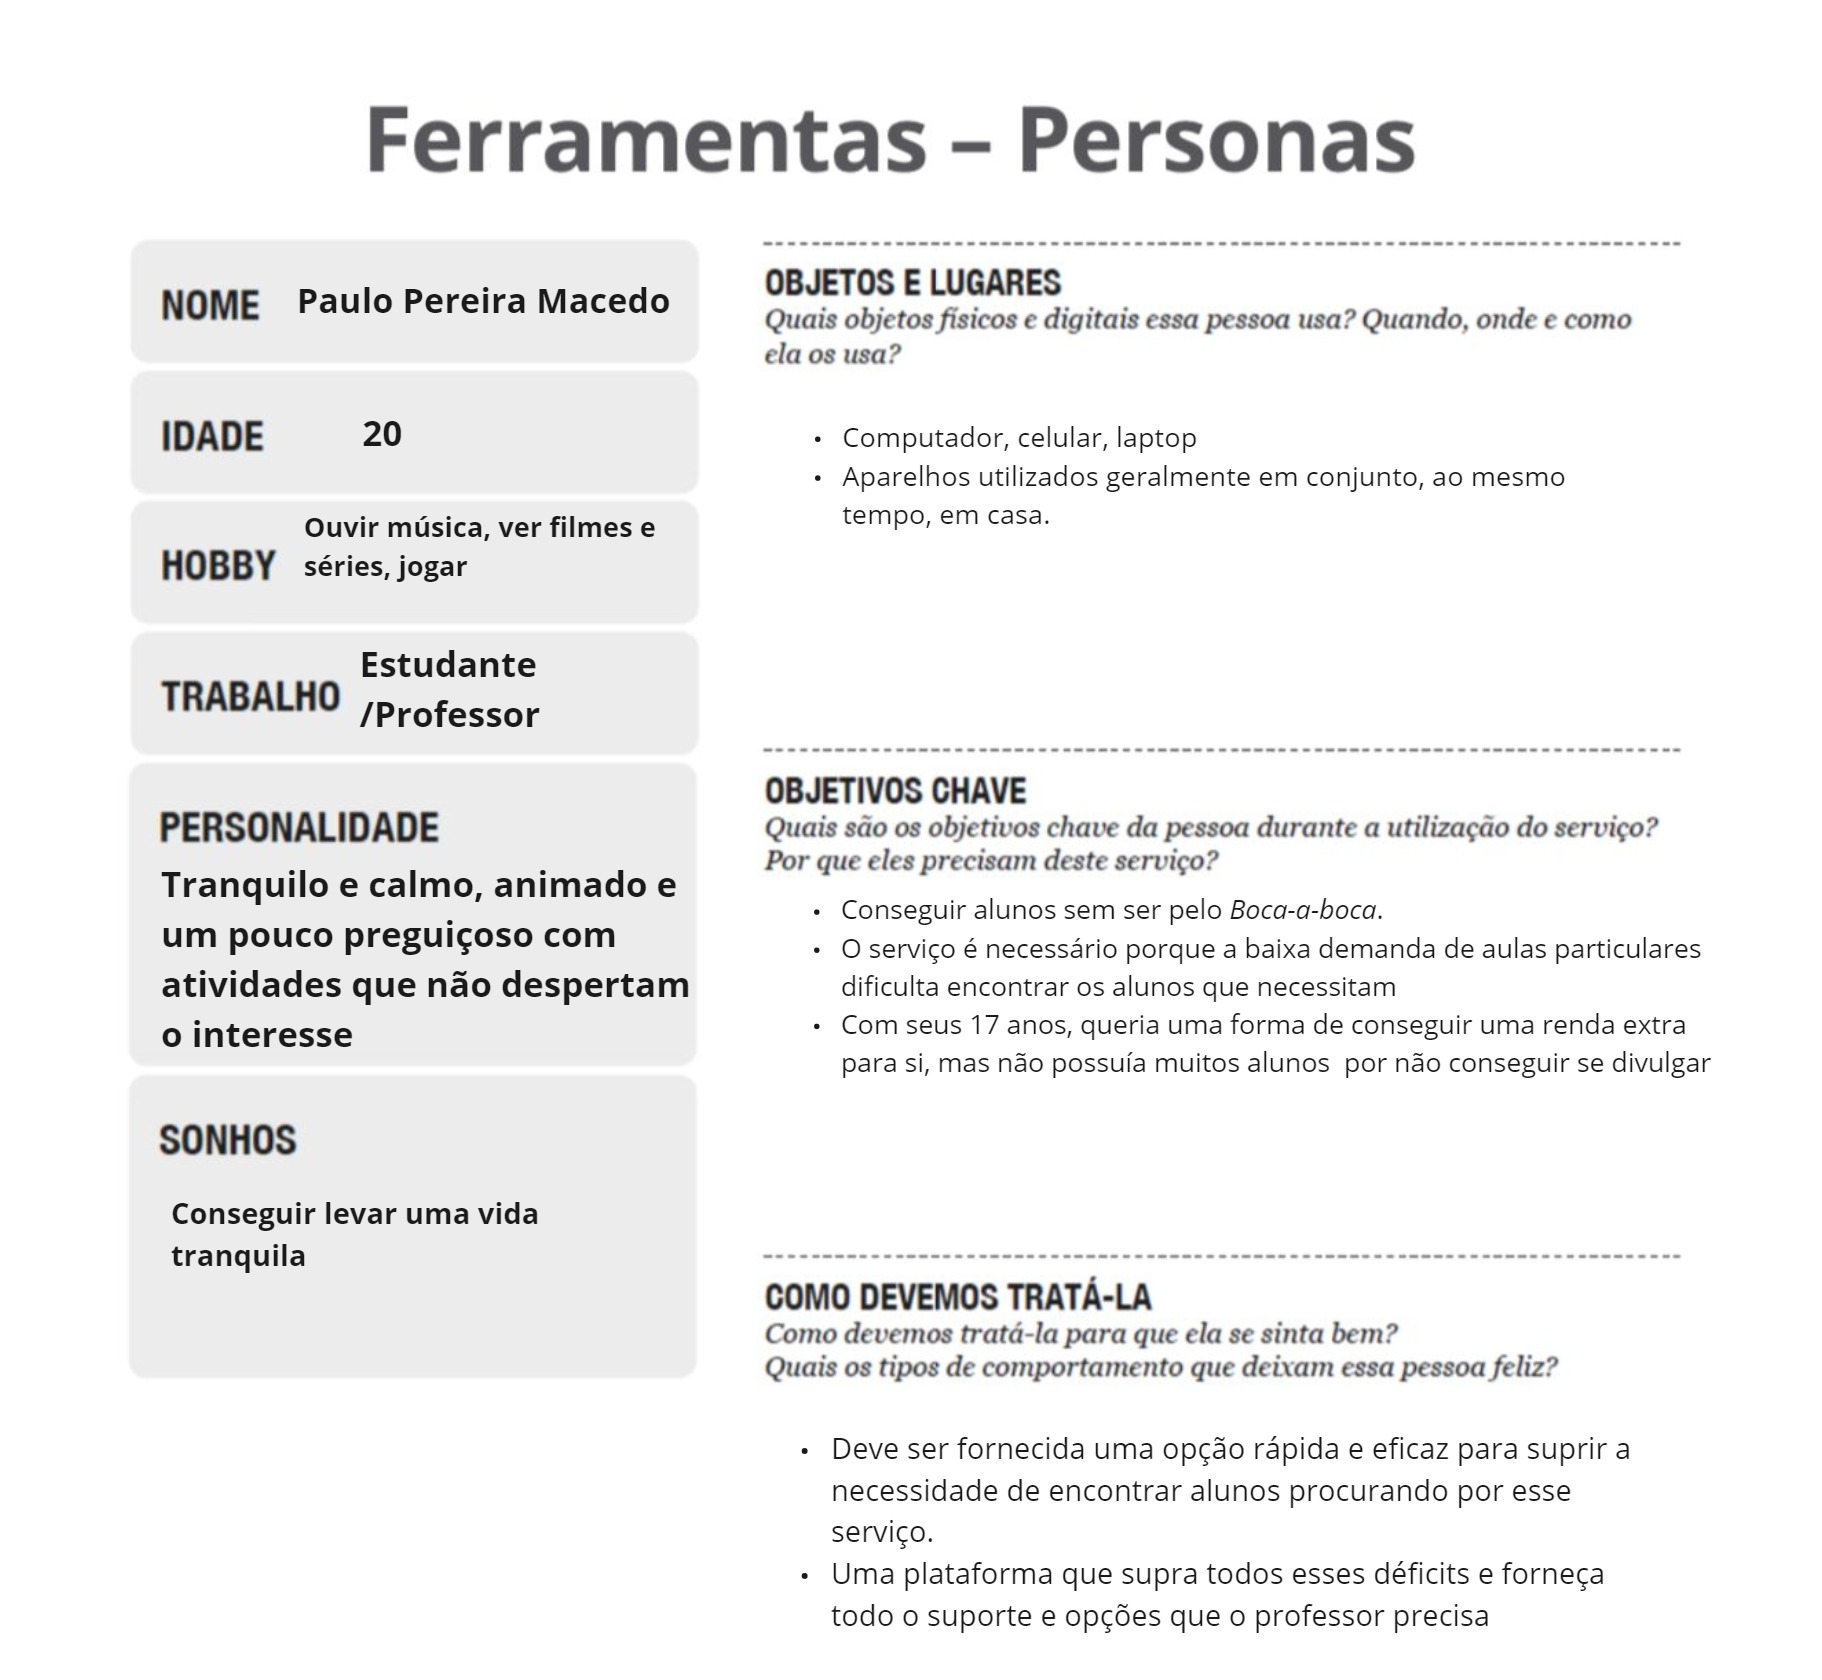 Ferramentas – Personas
NOME Paulo Pereira Macedo
IDADE 20
HOBBY Ouvir música, ver filmes e
séries, jogar
TRABALHO Estudante
/Professor
PERSONALIDADE
Tranquilo e calmo, animado e
um pouco preguiçoso com
atividades que não despertam
o interesse
SONHOS
Conseguir levar uma vida
tranquila
OBJETOS E LUGARES
Quais objetos físicos e digitais essa pessoa usa? Quando, onde e como
ela os usa?
• Computador, celular, laptop
• Aparelhos utilizados geralmente em conjunto, ao mesmo
tempo, em casa.
OBJETIVOS CHAVE
Quais são os objetivos chave da pessoa durante a utilização do serviço?
Por que eles precisam deste serviço?
• Conseguir alunos sem ser pelo Boca-a-boca.
• O serviço é necessário porque a baixa demanda de aulas particulares
dificulta encontrar os alunos que necessitam
• Com seus 17 anos, queria uma forma de conseguir uma renda extra
para si, mas não possuía muitos alunos  por não conseguir se divulgar
COMO DEVEMOS TRATÁ-LA
Como devemos tratá-la para que ela se sinta bem?
Quais os tipos de comportamento que deixam essa pessoa feliz?
• Deve ser fornecida uma opção rápida e eficaz para suprir a
necessidade de encontrar alunos procurando por esse
serviço.
• Uma plataforma que supra todos esses déficits e forneça
todo o suporte e opções que o professor precisa